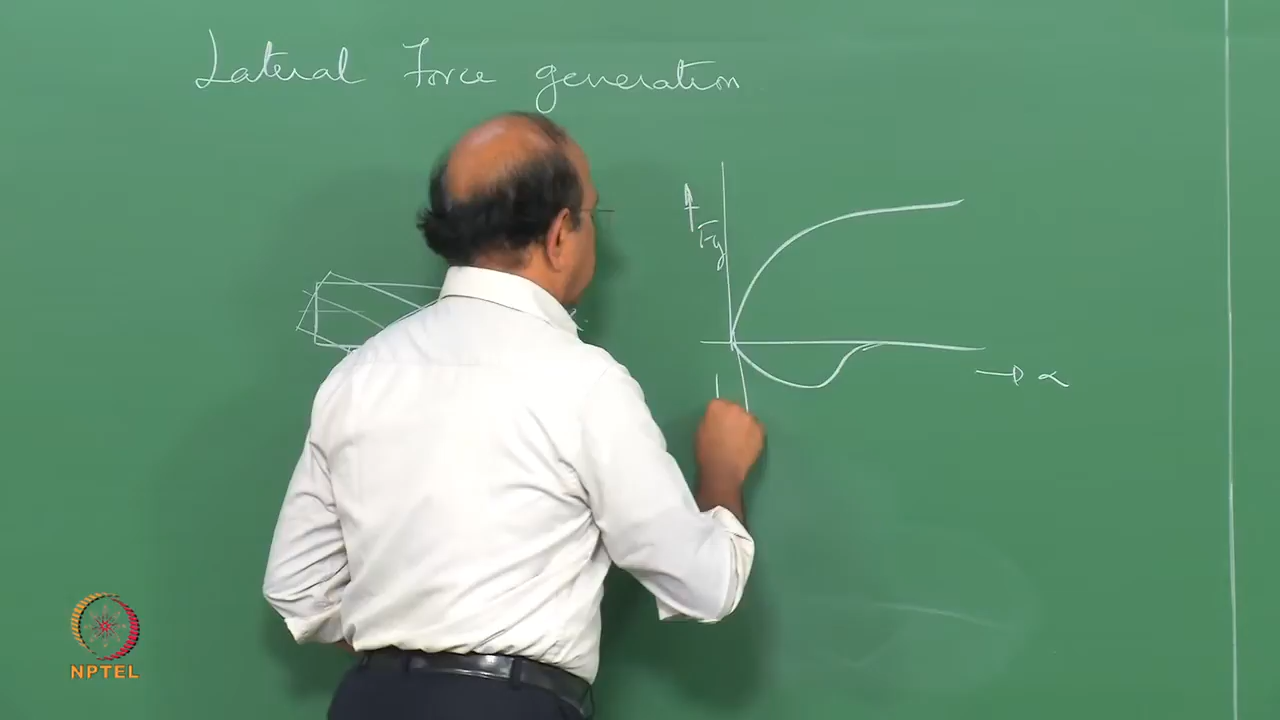 Lateral Force generation
Fy
α
NPTEL